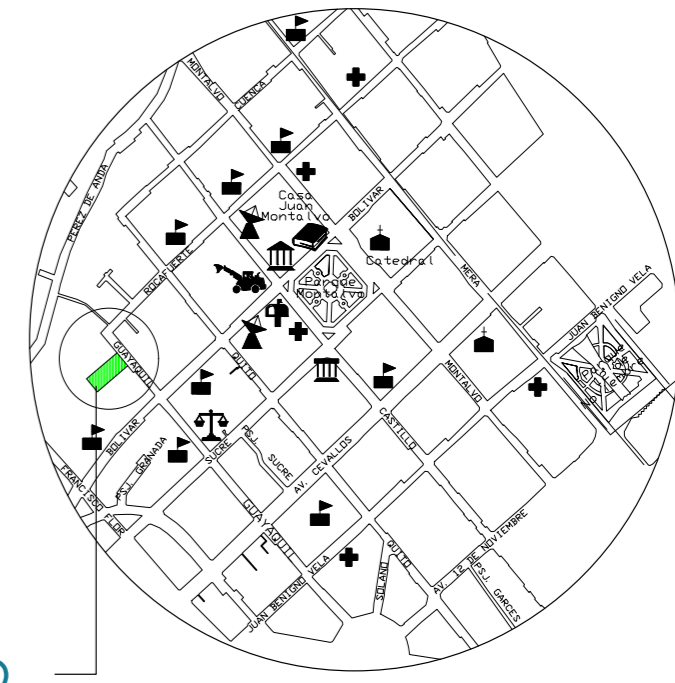 MONTALVO
CUENCA
PEREZ DE ANDA
Casa
Juan
Montalvo
BOLIVAR
Catedral
ROCAFUERTE
Parque
Montalvo
MERA
JUAN BENIGNO VELA
GUAYAQUIL
QUITO
MONTALVO
BOLIVAR
PSJ. GRANADA
SUCRE
PSJ. SUCRE
CASTILLO
AV. CEVALLOS
FRANCISCO FLOR
GUAYAQUIL
JUAN BENIGNO VELA
QUITO
SOLANO
AV. 12 DE NOVIEMBRE
PSJ. GARCES